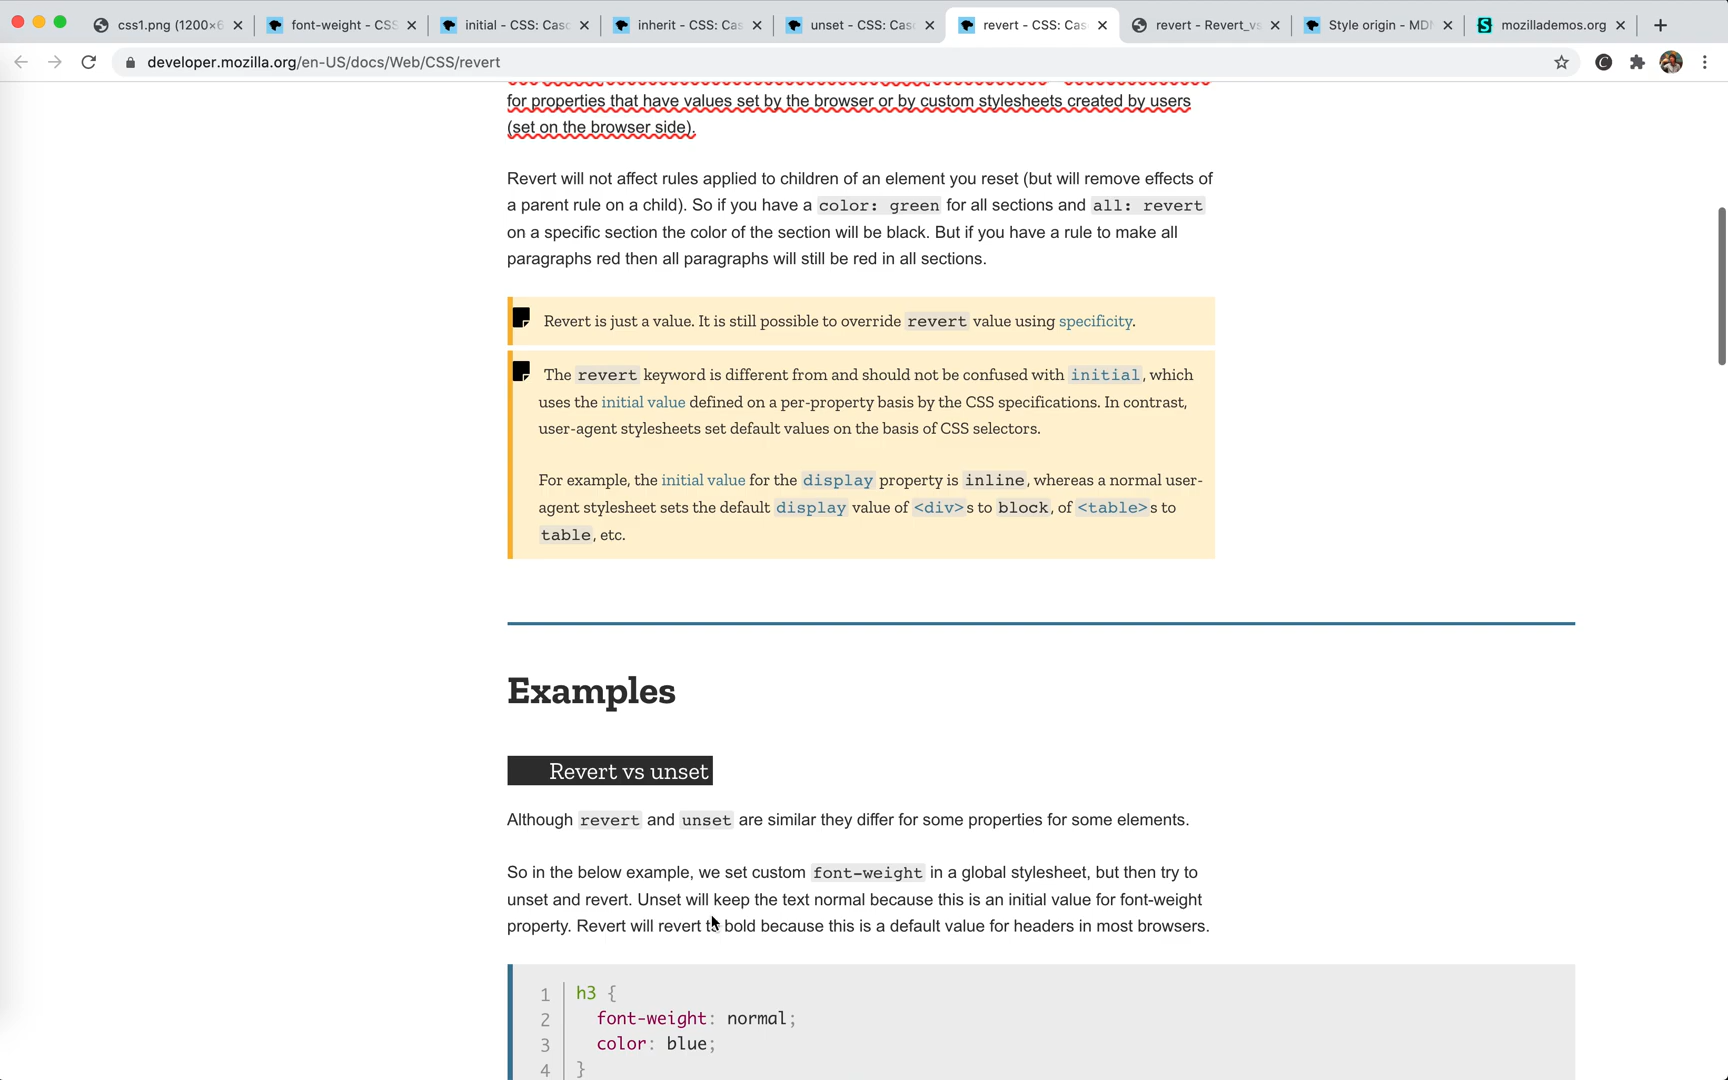 css1.png (1200×6
font-weight - CSS
initial - CSS: Casc
inherit - CSS: Cas
unset - CSS: Casc
revert - CSS: Cas
revert - Revert_vs
Style origin - MDN
mozillademos.org
developer.mozilla.org/en-US/docs/Web/CSS/revert
for properties that have values set by the browser or by custom stylesheets created by users
(set on the browser side).
Revert will not affect rules applied to children of an element you reset (but will remove effects of
a parent rule on a child). So if you have a color: green for all sections and all: revert
on a specific section the color of the section will be black. But if you have a rule to make all
paragraphs red then all paragraphs will still be red in all sections.
Revert is just a value. It is still possible to override revert value using specificity.
The revert keyword is different from and should not be confused with initial, which
uses the initial value defined on a per-property basis by the CSS specifications. In contrast,
user-agent stylesheets set default values on the basis of CSS selectors.
For example, the initial value for the display property is inline, whereas a normal user-
agent stylesheet sets the default display value of <div>s to block, of <table>s to
table, etc.
Examples
Revert vs unset
Although revert and unset are similar they differ for some properties for some elements.
So in the below example, we set custom font-weight in a global stylesheet, but then try to
unset and revert. Unset will keep the text normal because this is an initial value for font-weight
property. Revert will revert to bold because this is a default value for headers in most browsers.
1 h3 {
2 font-weight: normal;
3 color: blue;
4 }